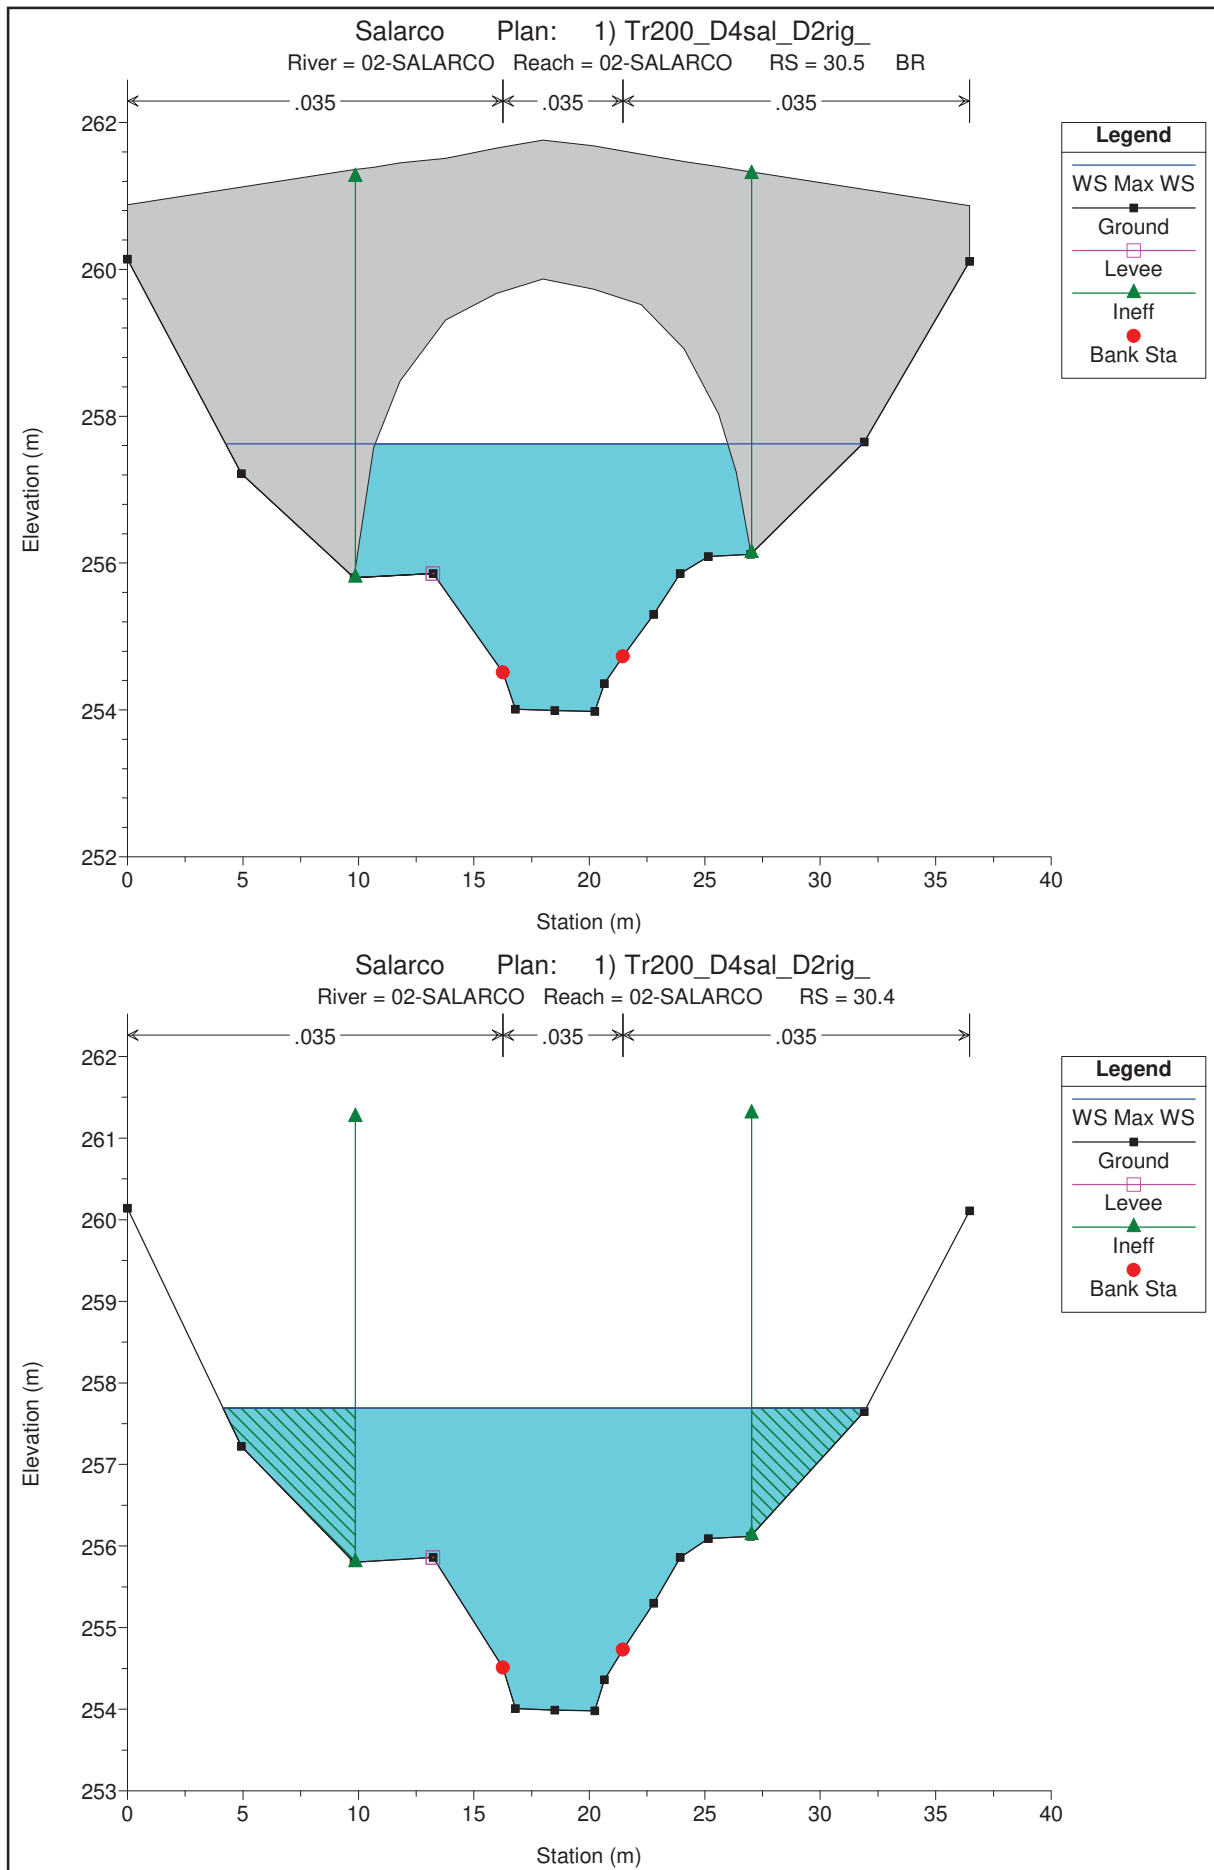 Salarco Plan: 1) Tr200_D4sal_D2rig_
River = 02-SALARCO Reach = 02-SALARCO RS = 30.5 BR
.035 .035 .035
262
260
258
256
254
252
Elevation (m)
0 5 10 15 20 25 30 35 40
Station (m)
Legend
WS Max WS
Ground
Levee
Ineff
Bank Sta
Salarco Plan: 1) Tr200_D4sal_D2rig_
River = 02-SALARCO Reach = 02-SALARCO RS = 30.4
.035 .035 .035
262
261
260
259
258
257
256
255
254
253
Elevation (m)
0 5 10 15 20 25 30 35 40
Station (m)
Legend
WS Max WS
Ground
Levee
Ineff
Bank Sta